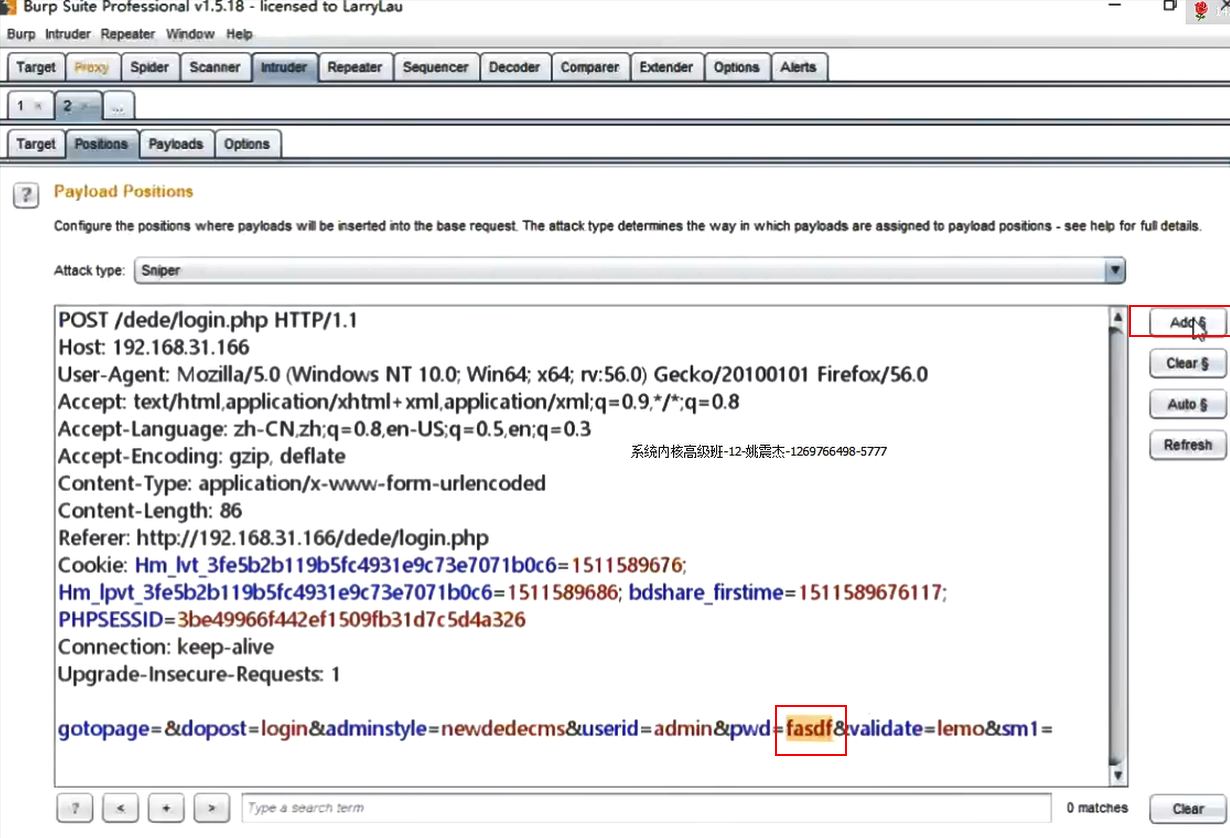 Burp Suite Professional v1.5.18 - licensed to LarryLau
Burp Intruder Repeater Window Help
Target Proxy Spider Scanner Intruder Repeater Sequencer Decoder Comparer Extender Options Alerts
1 × 2 × ...
Target Positions Payloads Options
? Payload Positions
Configure the positions where payloads will be inserted into the base request. The attack type determines the way in which payloads are assigned to payload positions - see help for full details.
Attack type: Sniper
POST /dede/login.php HTTP/1.1
Host: 192.168.31.166
User-Agent: Mozilla/5.0 (Windows NT 10.0; Win64; x64; rv:56.0) Gecko/20100101 Firefox/56.0
Accept: text/html,application/xhtml+xml,application/xml;q=0.9,*/*;q=0.8
Accept-Language: zh-CN,zh;q=0.8,en-US;q=0.5,en;q=0.3
Accept-Encoding: gzip, deflate
Content-Type: application/x-www-form-urlencoded
Content-Length: 86
Referer: http://192.168.31.166/dede/login.php
Cookie: Hm_lvt_3fe5b2b119b5fc4931e9c73e7071b0c6=1511589676;
Hm_lpvt_3fe5b2b119b5fc4931e9c73e7071b0c6=1511589686; bdshare_firstime=1511589676117;
PHPSESSID=3be49966f442ef1509fb31d7c5d4a326
Connection: keep-alive
Upgrade-Insecure-Requests: 1
gotopage=&dopost=login&adminstyle=newdedecms&userid=admin&pwd=fasdf&validate=lemo&sm1=
系统内核高级班-12-姚震杰-1269766498-5777
Add §
Clear §
Auto §
Refresh
? < + > Type a search term 0 matches Clear